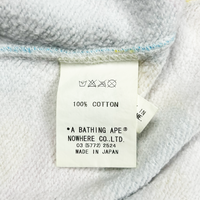 100% COTTON
*A BATHING APE®
NOWHERE CO.,LTD.
03 (5772) 2524
MADE IN JAPAN